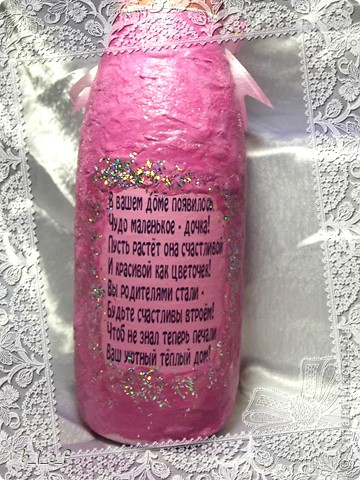 В вашем доме появилось
Чудо маленькое - дочка!
Пусть растёт она счастливой
И красивой как цветочек!
Вы родителями стали -
Будьте счастливы втроём!
Чтоб не знал теперь печали
Ваш уютный тёплый дом!